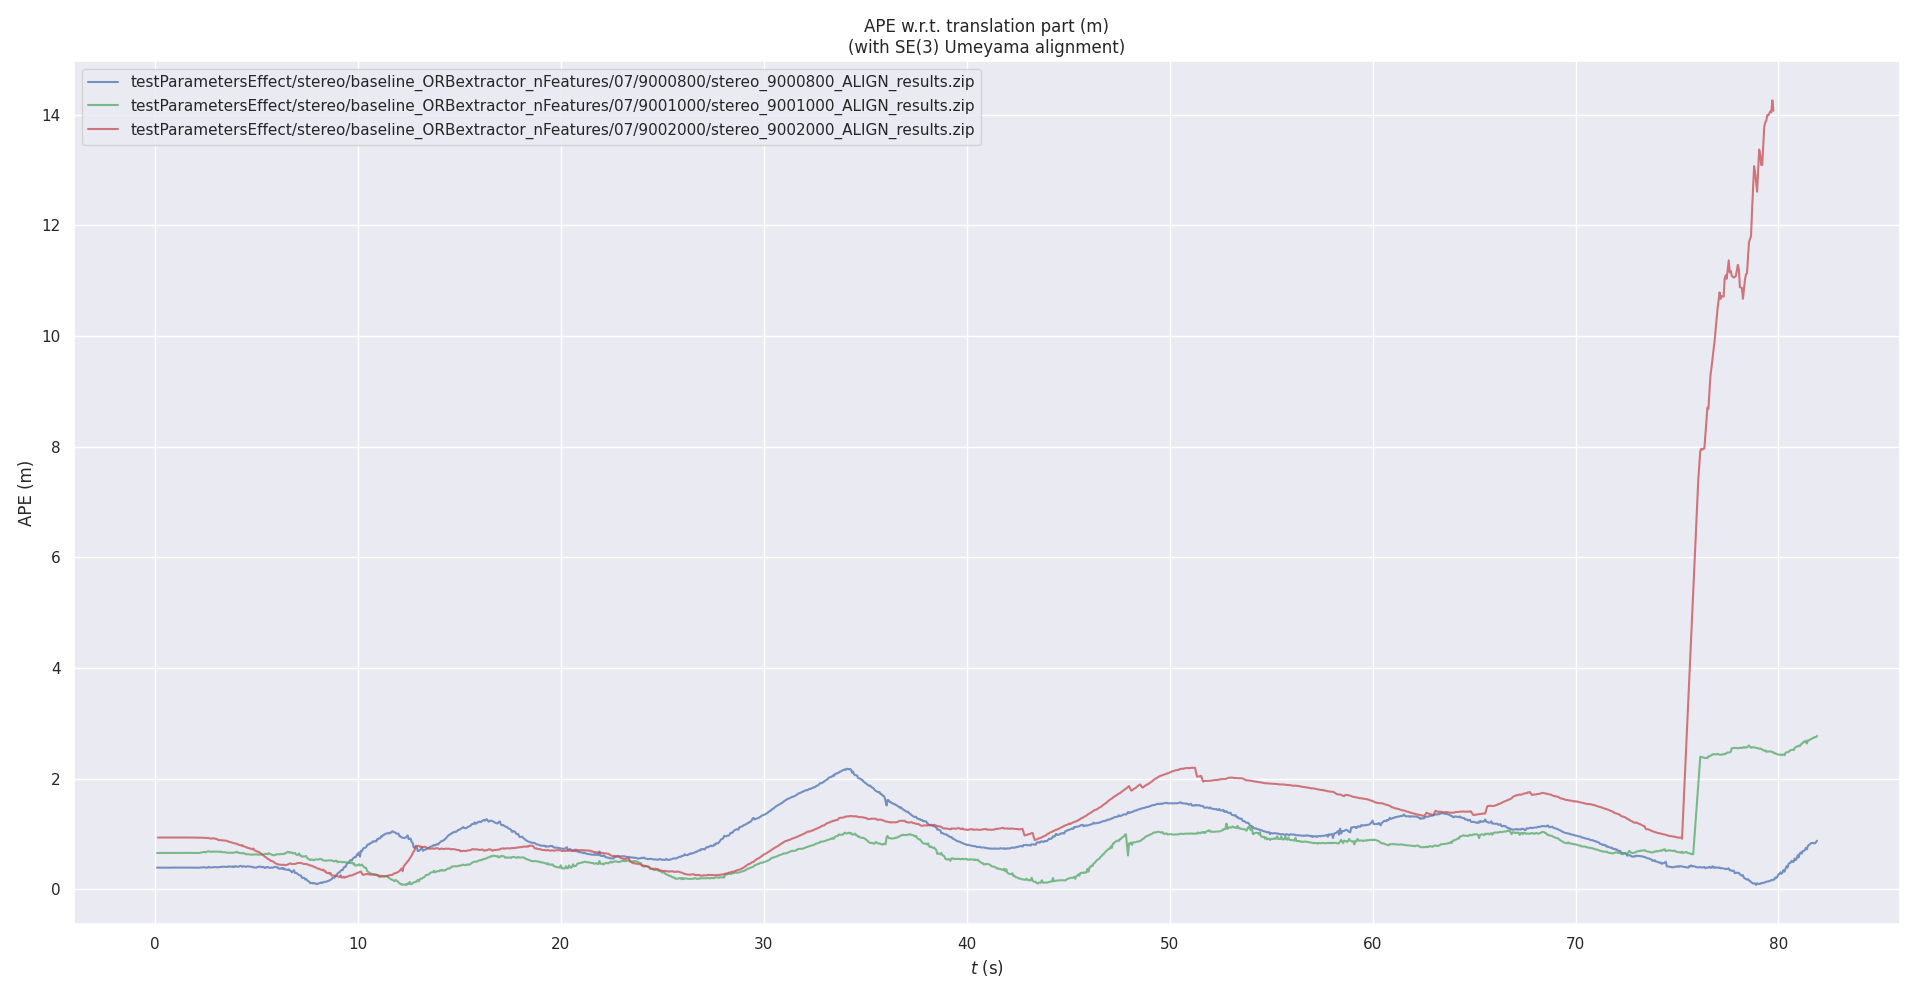 APE w.r.t. translation part (m)
(with SE(3) Umeyama alignment)
testParametersEffect/stereo/baseline_ORBextractor_nFeatures/07/9000800/stereo_9000800_ALIGN_results.zip
testParametersEffect/stereo/baseline_ORBextractor_nFeatures/07/9001000/stereo_9001000_ALIGN_results.zip
testParametersEffect/stereo/baseline_ORBextractor_nFeatures/07/9002000/stereo_9002000_ALIGN_results.zip
14
12
10
8
6
4
2
0
APE (m)
0 10 20 30 40 50 60 70 80
t (s)